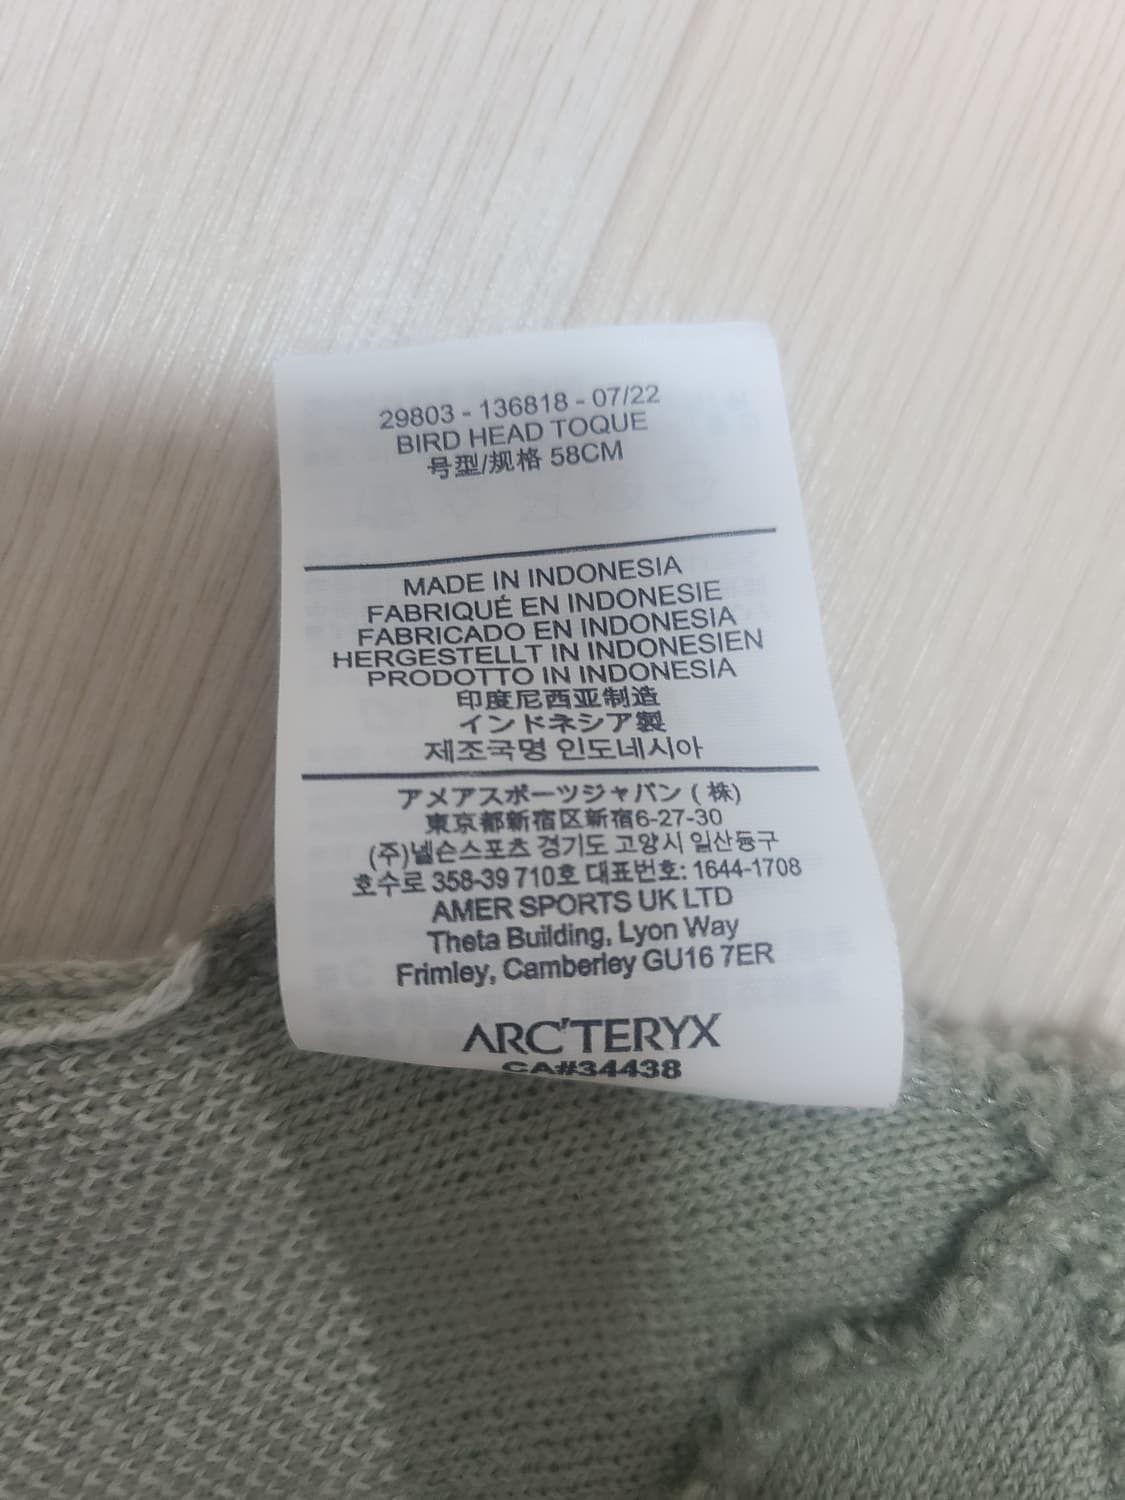 29803 - 136818 - 07/22
BIRD HEAD TOQUE
号型/规格 58CM
MADE IN INDONESIA
FABRIQUÉ EN INDONESIE
FABRICADO EN INDONESIA
HERGESTELLT IN INDONESIEN
PRODOTTO IN INDONESIA
印度尼西亚制造
インドネシア製
제조국명 인도네시아
アメアスポーツジャパン ( 株)
東京都新宿区新宿6-27-30
(주)넬슨스포츠 경기도 고양시 일산동구
호수로 358-39 710호 대표번호: 1644-1708
AMER SPORTS UK LTD
Theta Building, Lyon Way
Frimley, Camberley GU16 7ER
ARC'TERYX
CA#34438